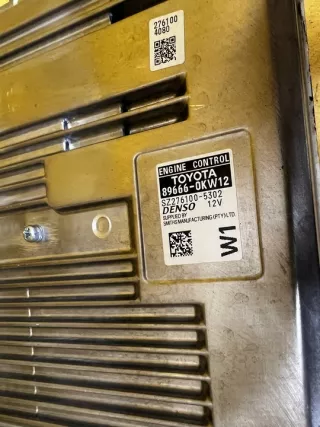 276100
4080
ENGINE CONTROL
TOYOTA
89666-0KW12
SZ276100-5302
DENSO 12V
SUPPLIED BY
SMITHS MANUFACTURING (PTY) LTD.
W1